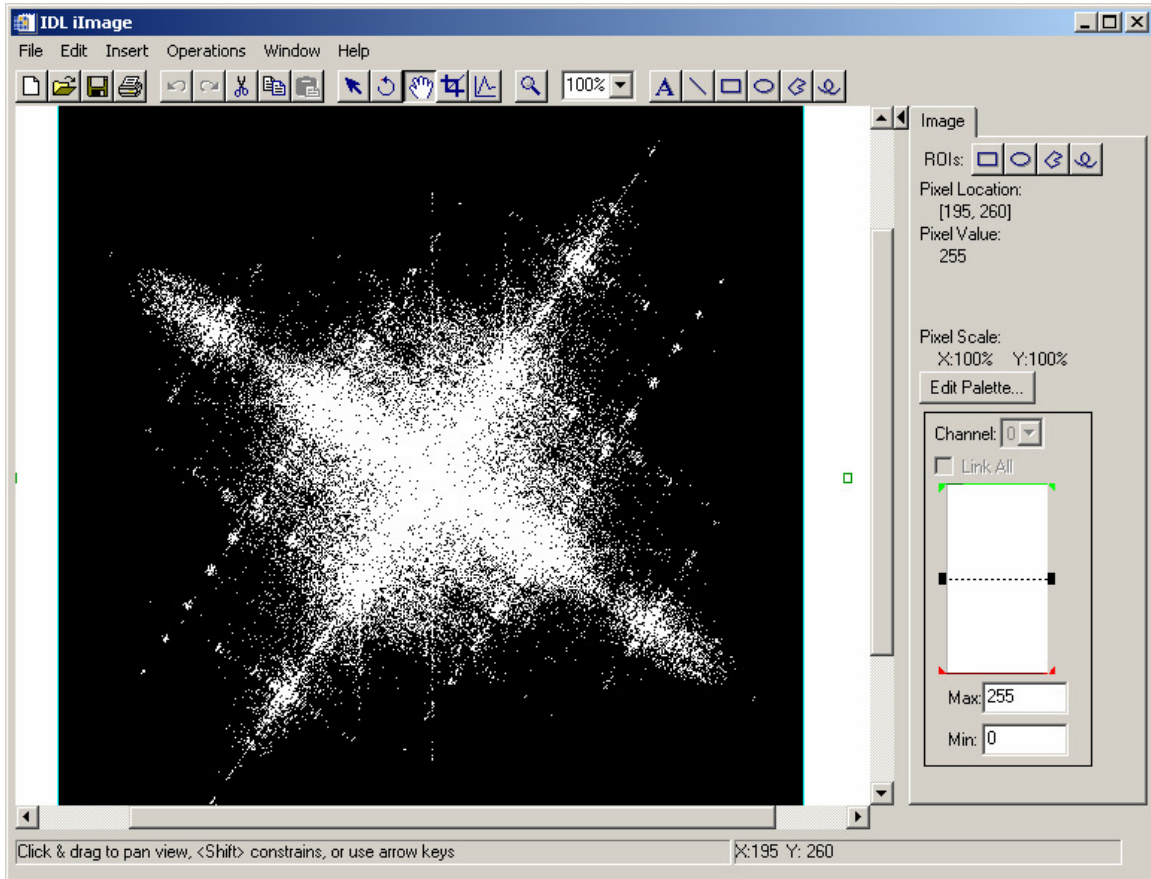 IDL iImage
File Edit Insert Operations Window Help
100%
A
Image
ROIs:
Pixel Location:
[195, 260]
Pixel Value:
255
Pixel Scale:
X:100% Y:100%
Edit Palette...
Channel: 0
Link All
Max: 255
Min: 0
Click & drag to pan view, <Shift> constrains, or use arrow keys
X:195 Y: 260